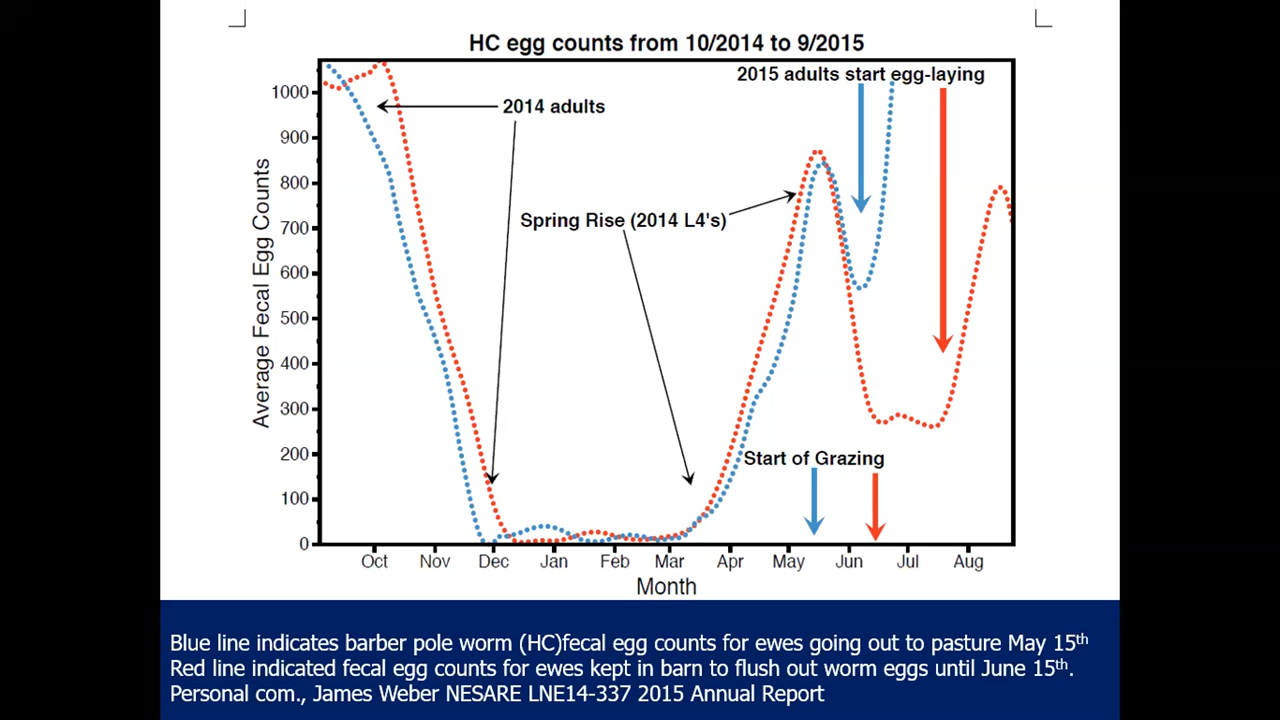 HC egg counts from 10/2014 to 9/2015
2015 adults start egg-laying
2014 adults
Spring Rise (2014 L4's)
Start of Grazing
Average Fecal Egg Counts
1000
900
800
700
600
500
400
300
200
100
0
Oct Nov Dec Jan Feb Mar Apr May Jun Jul Aug
Month
Blue line indicates barber pole worm (HC)fecal egg counts for ewes going out to pasture May 15th
Red line indicated fecal egg counts for ewes kept in barn to flush out worm eggs until June 15th.
Personal com., James Weber NESARE LNE14-337 2015 Annual Report